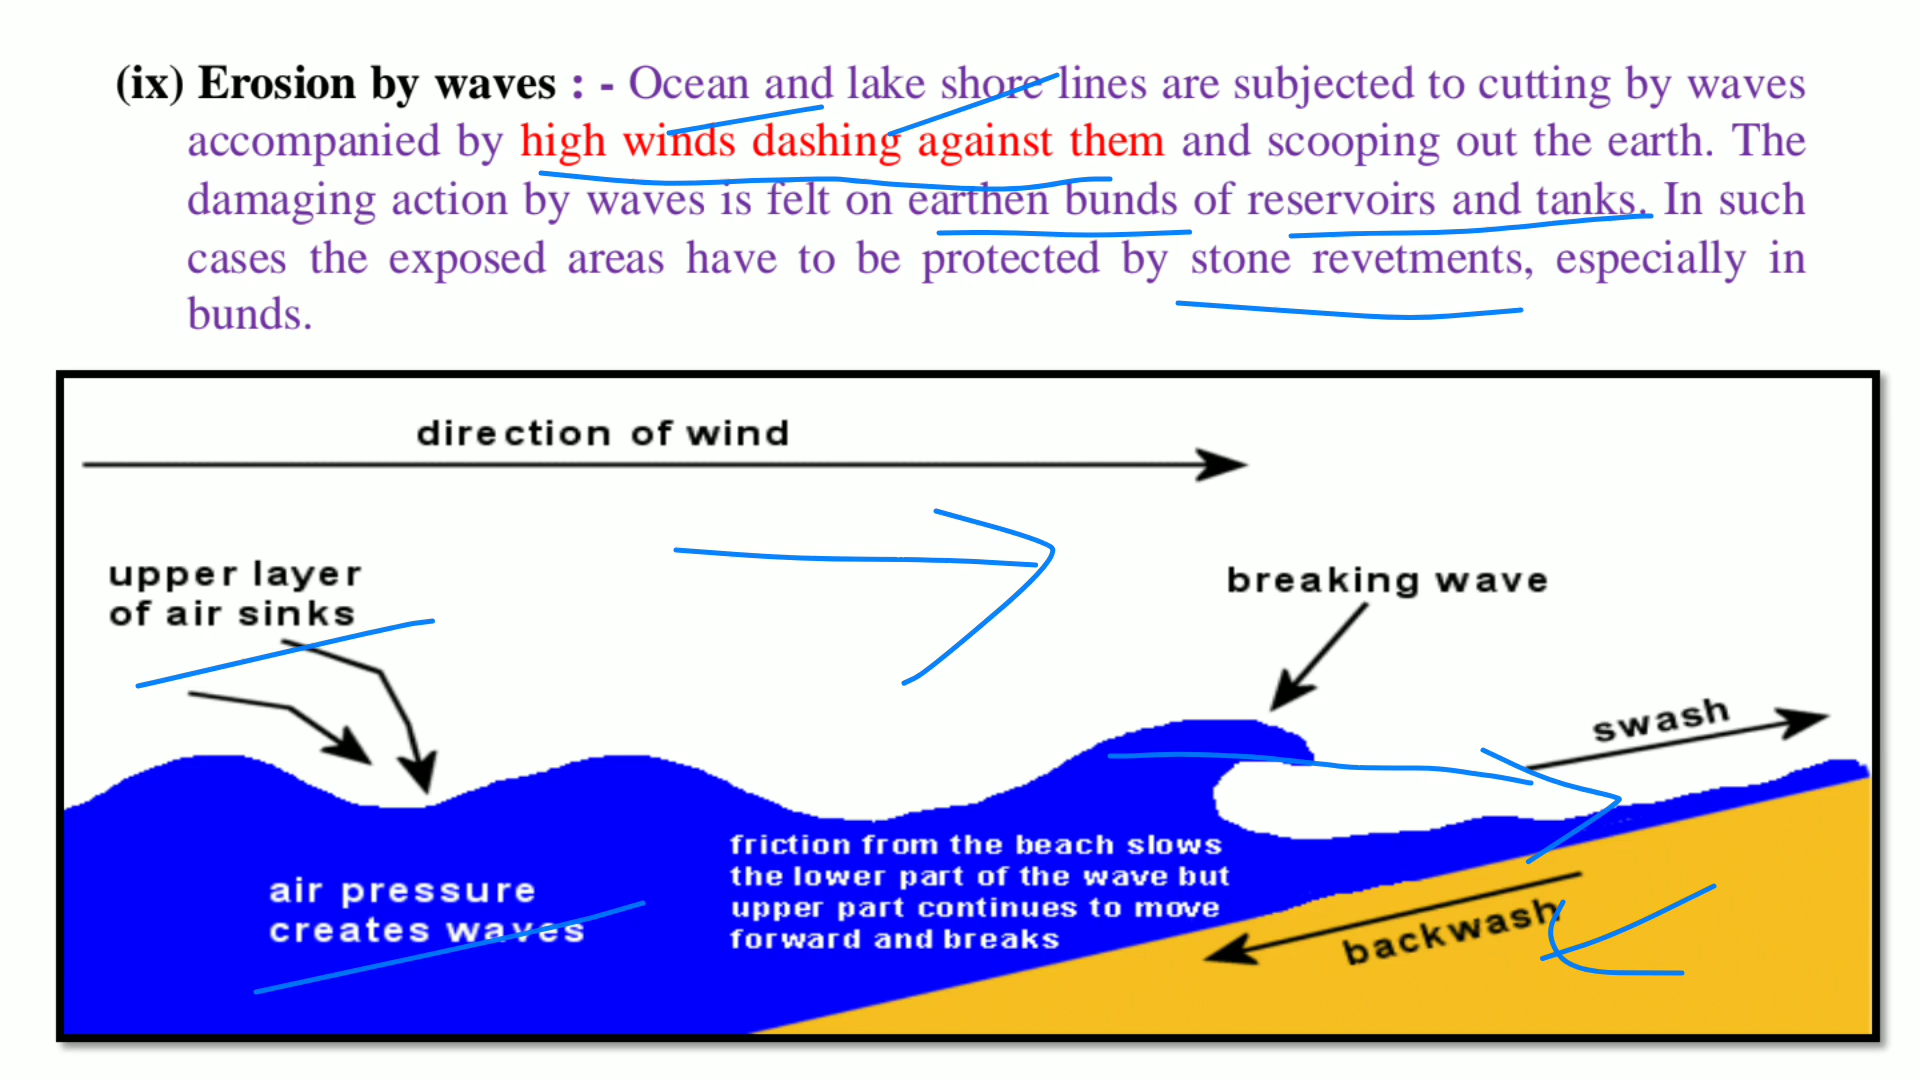 (ix) Erosion by waves : - Ocean and lake shore lines are subjected to cutting by waves
accompanied by high winds dashing against them and scooping out the earth. The
damaging action by waves is felt on earthen bunds of reservoirs and tanks. In such
cases the exposed areas have to be protected by stone revetments, especially in
bunds.
direction of wind
upper layer
of air sinks
breaking wave
swash
friction from the beach slows
the lower part of the wave but
upper part continues to move
forward and breaks
air pressure
creates waves
backwash